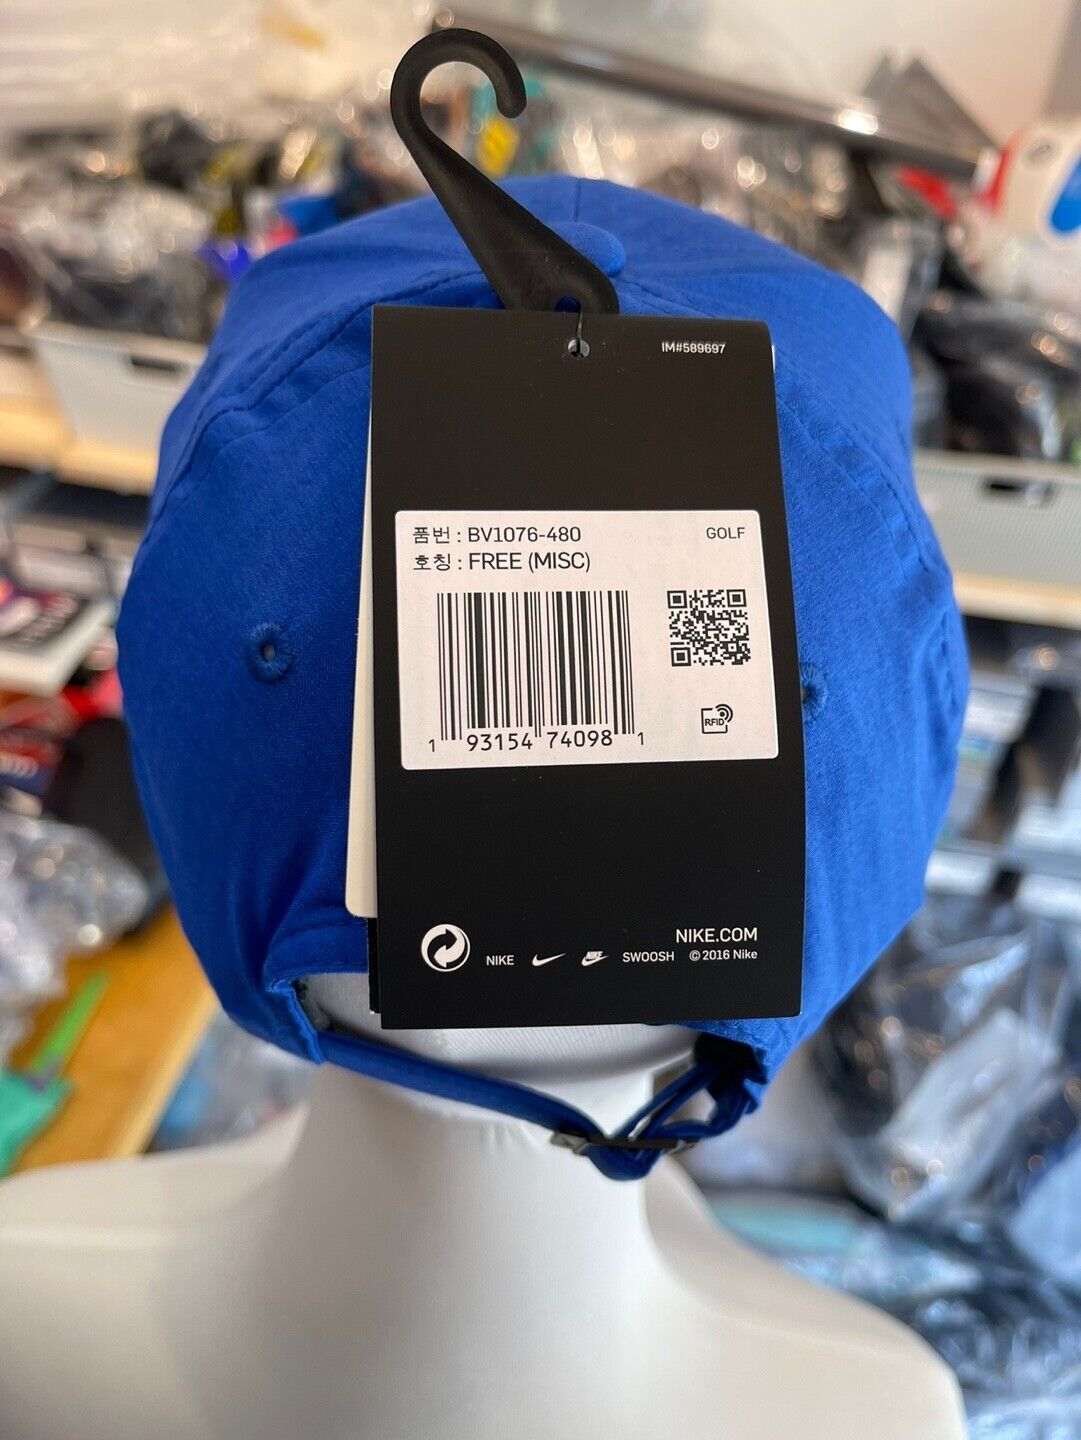 IM#589697
품번 : BV1076-480
GOLF
호칭 : FREE (MISC)
RFID
1 93154 74098 1
NIKE.COM
NIKE NIKE SWOOSH © 2016 Nike